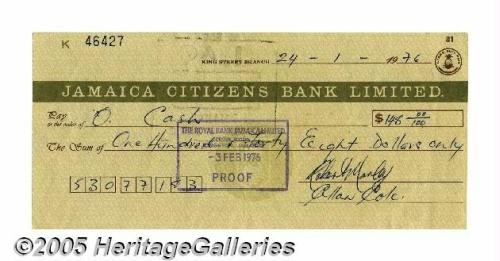 K 46427
81
KING STREET BRANCH 24 - 1 - 1976
JAMAICA CITIZENS BANK LIMITED.
Pay to the order of O. Cash $148 00/100
The Sum of One Hundred & Forty Eight Dollars only
THE ROYAL BANK JAMAICA LIMITED
- 3 FEB 1976
PROOF
53077153
Allan Cole.
©2005 HeritageGalleries